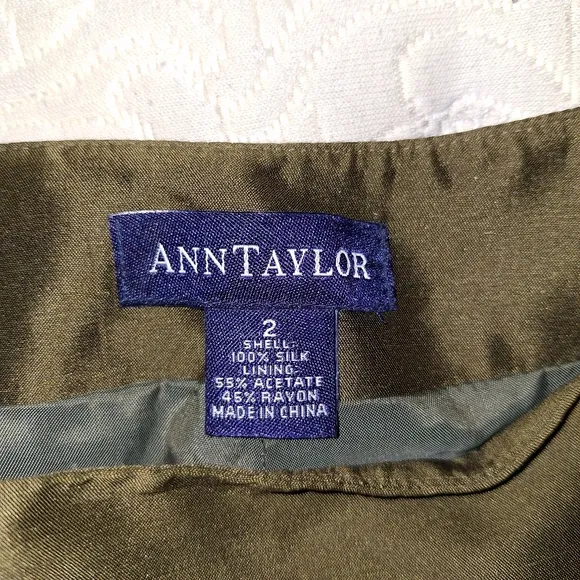 ANNTAYLOR
2
SHELL:
100% SILK
LINING:
55% ACETATE
45% RAYON
MADE IN CHINA